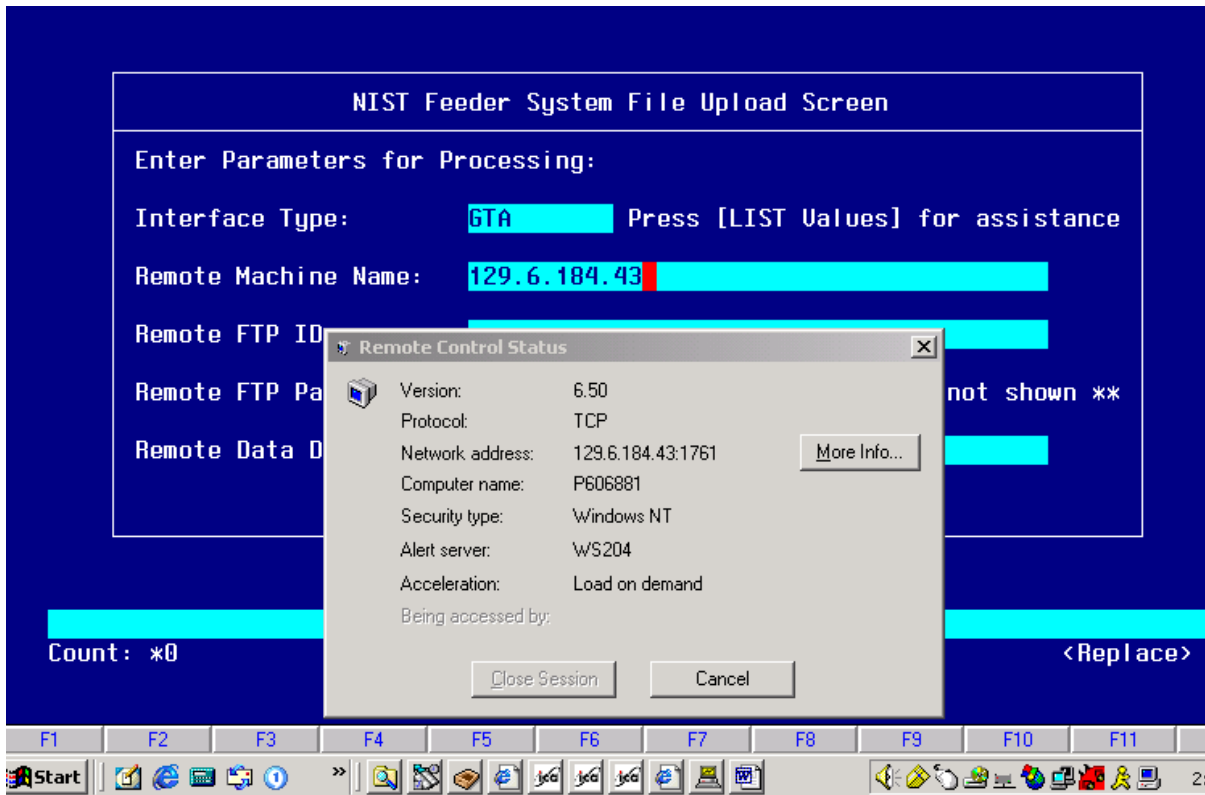 NIST Feeder System File Upload Screen
Enter Parameters for Processing:
Interface Type: GTA Press [LIST Values] for assistance
Remote Machine Name: 129.6.184.43
Remote FTP ID
Remote Control Status
Remote FTP Pa not shown **
Remote Data D
Version: 6.50
Protocol: TCP
Network address: 129.6.184.43:1761 More Info...
Computer name: P606881
Security type: Windows NT
Alert server: WS204
Acceleration: Load on demand
Being accessed by:
Count: *0 <Replace>
Close Session Cancel
F1 F2 F3 F4 F5 F6 F7 F8 F9 F10 F11
Start » 2: